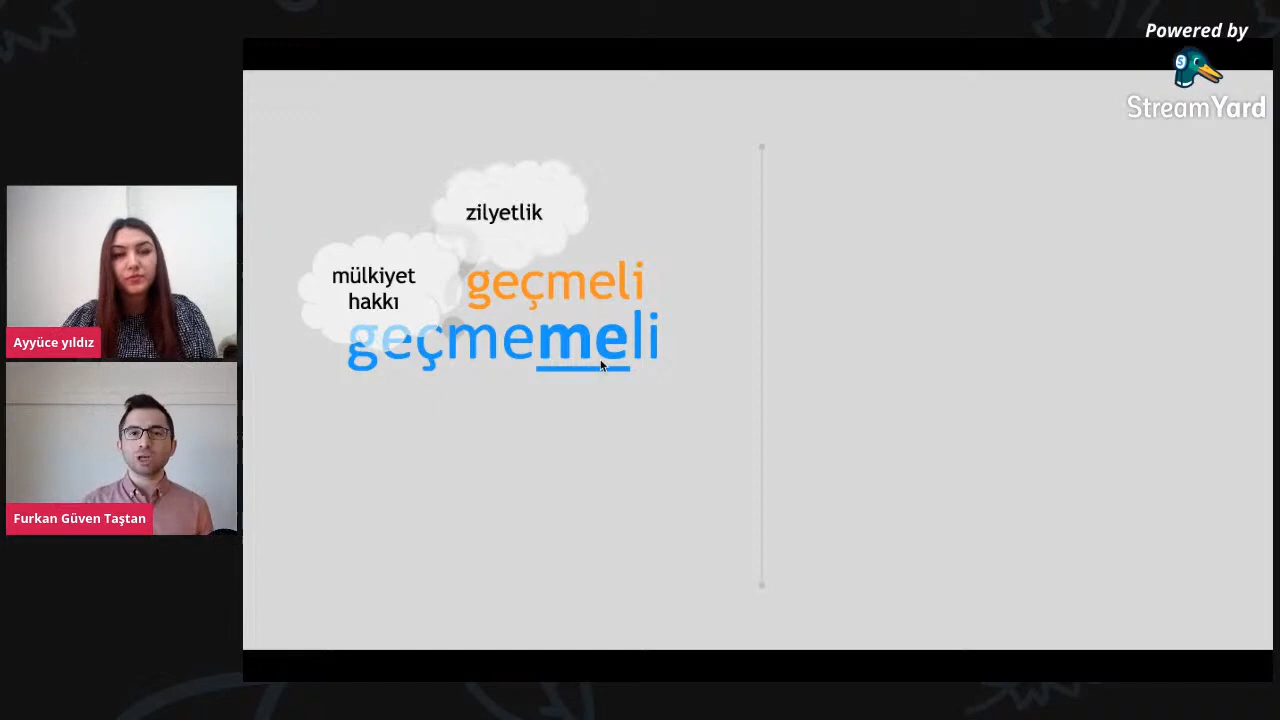 Powered by
StreamYard
zilyetlik
mülkiyet
hakkı
geçmeli
geçmemeli
Ayyüce yıldız
Furkan Güven Taştan